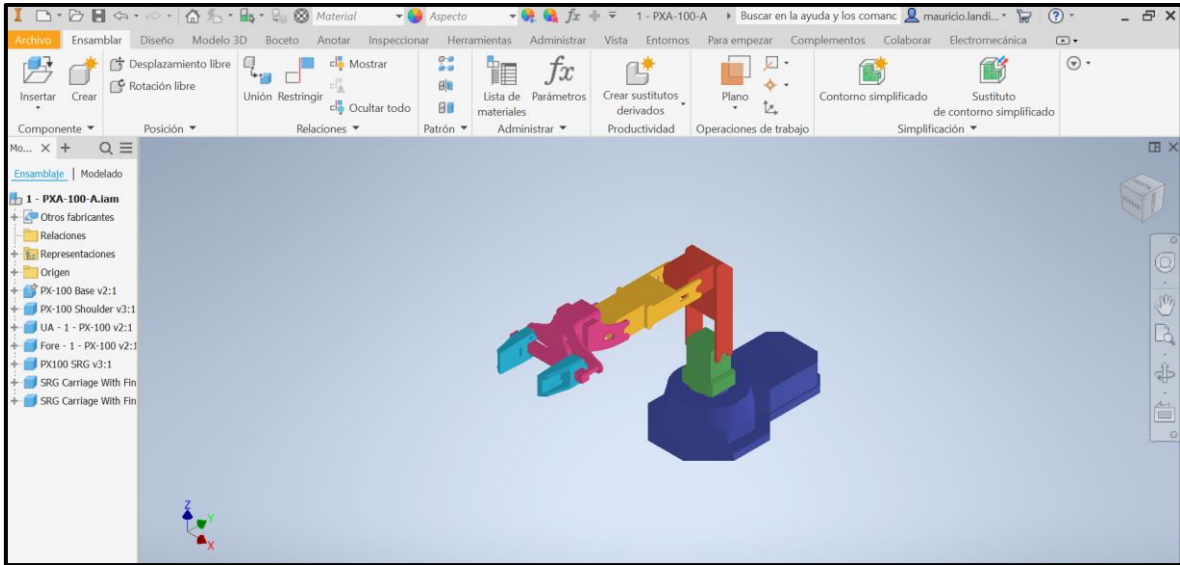 Material
Aspecto
fx
1 - PXA-100-A
Buscar en la ayuda y los comanc
mauricio.landi...
Archivo Ensamblar Diseño Modelo 3D Boceto Anotar Inspeccionar Herramientas Administrar Vista Entornos Para empezar Complementos Colaborar Electromecánica
Insertar
Crear
Desplazamiento libre
Rotación libre
Unión
Restringir
Mostrar
Ocultar todo
Lista de
materiales
fx
Parámetros
Crear sustitutos
derivados
Plano
Contorno simplificado
Sustituto
de contorno simplificado
Componente Posición Relaciones Patrón Administrar Productividad Operaciones de trabajo Simplificación
Mo...
Ensamblaje | Modelado
1 - PXA-100-A.iam
Otros fabricantes
Relaciones
Representaciones
Origen
PX-100 Base v2:1
PX-100 Shoulder v3:1
UA - 1 - PX-100 v2:1
Fore - 1 - PX-100 v2:1
PX100 SRG v3:1
SRG Carriage With Fin
SRG Carriage With Fin
Z
Y
X